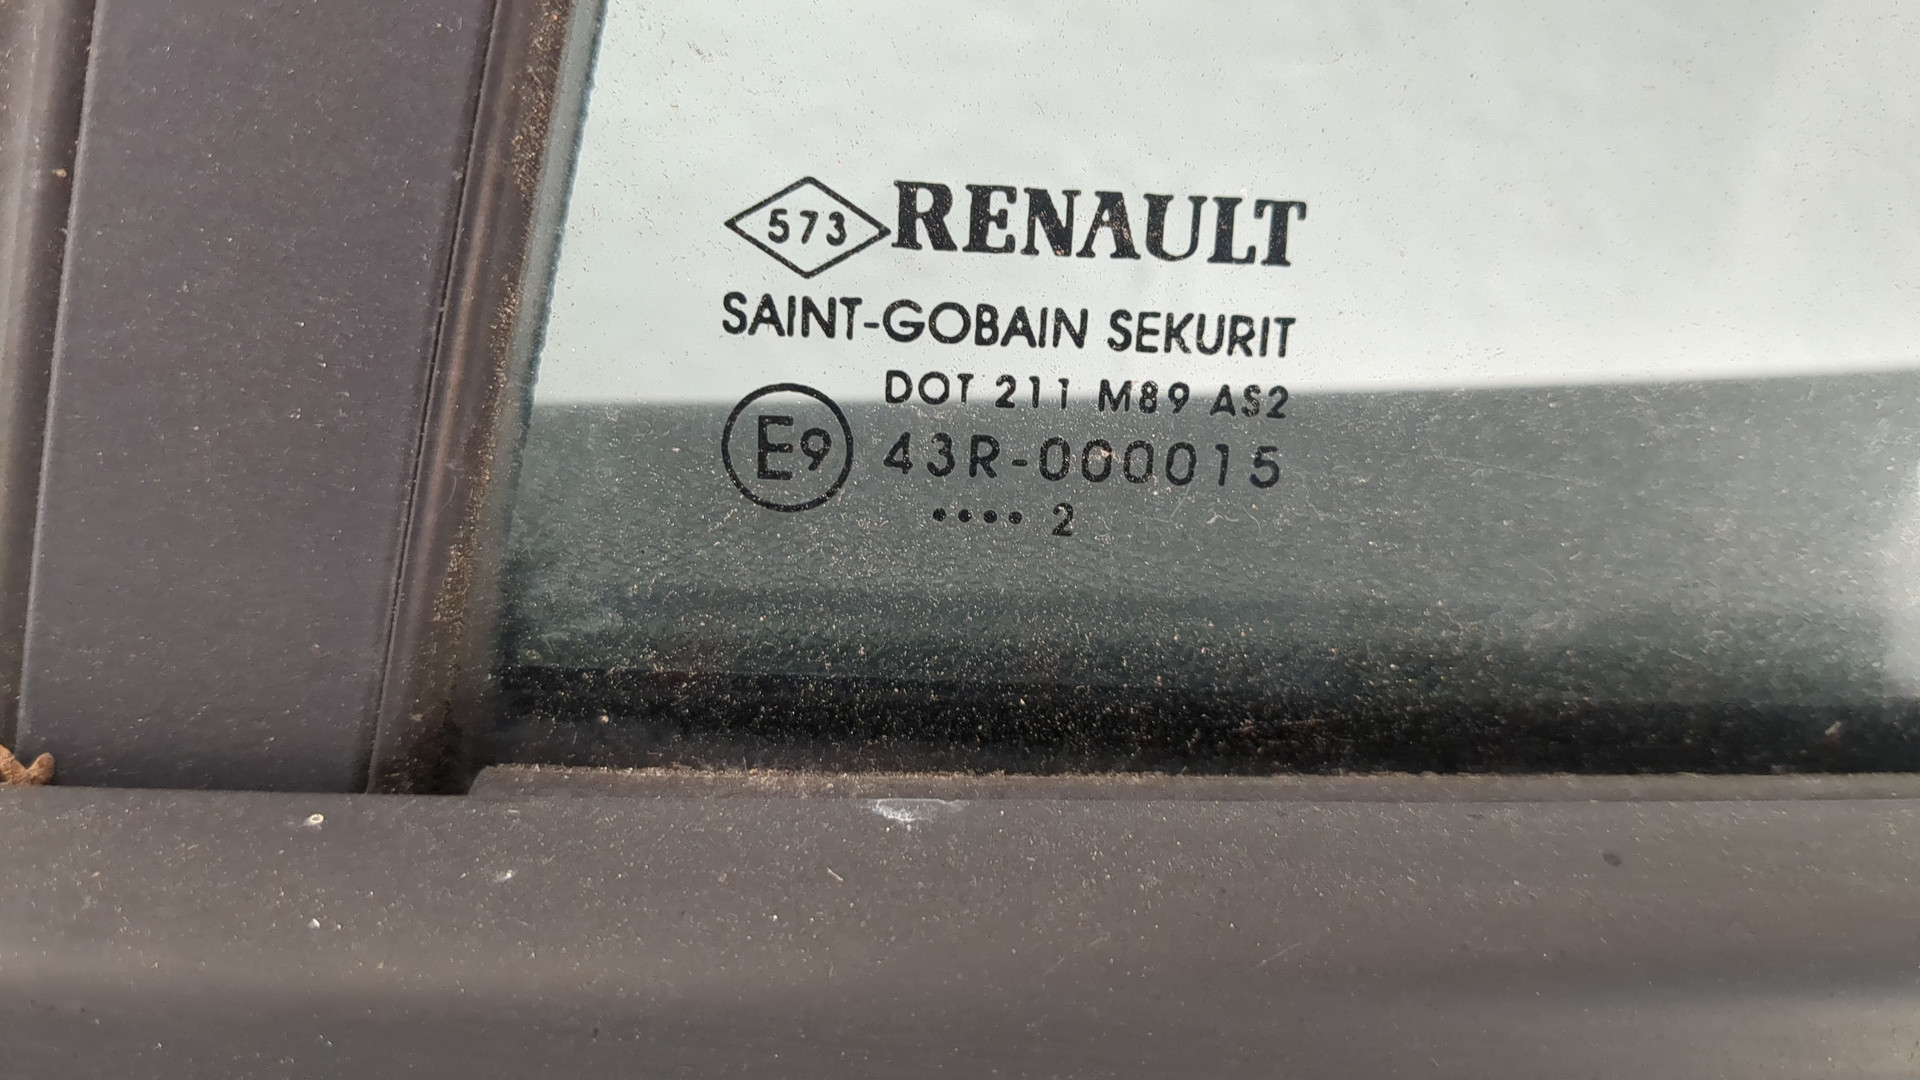 573 RENAULT
SAINT-GOBAIN SEKURIT
DOT 211 M89 AS2
E9 43R-000015
•••• 2